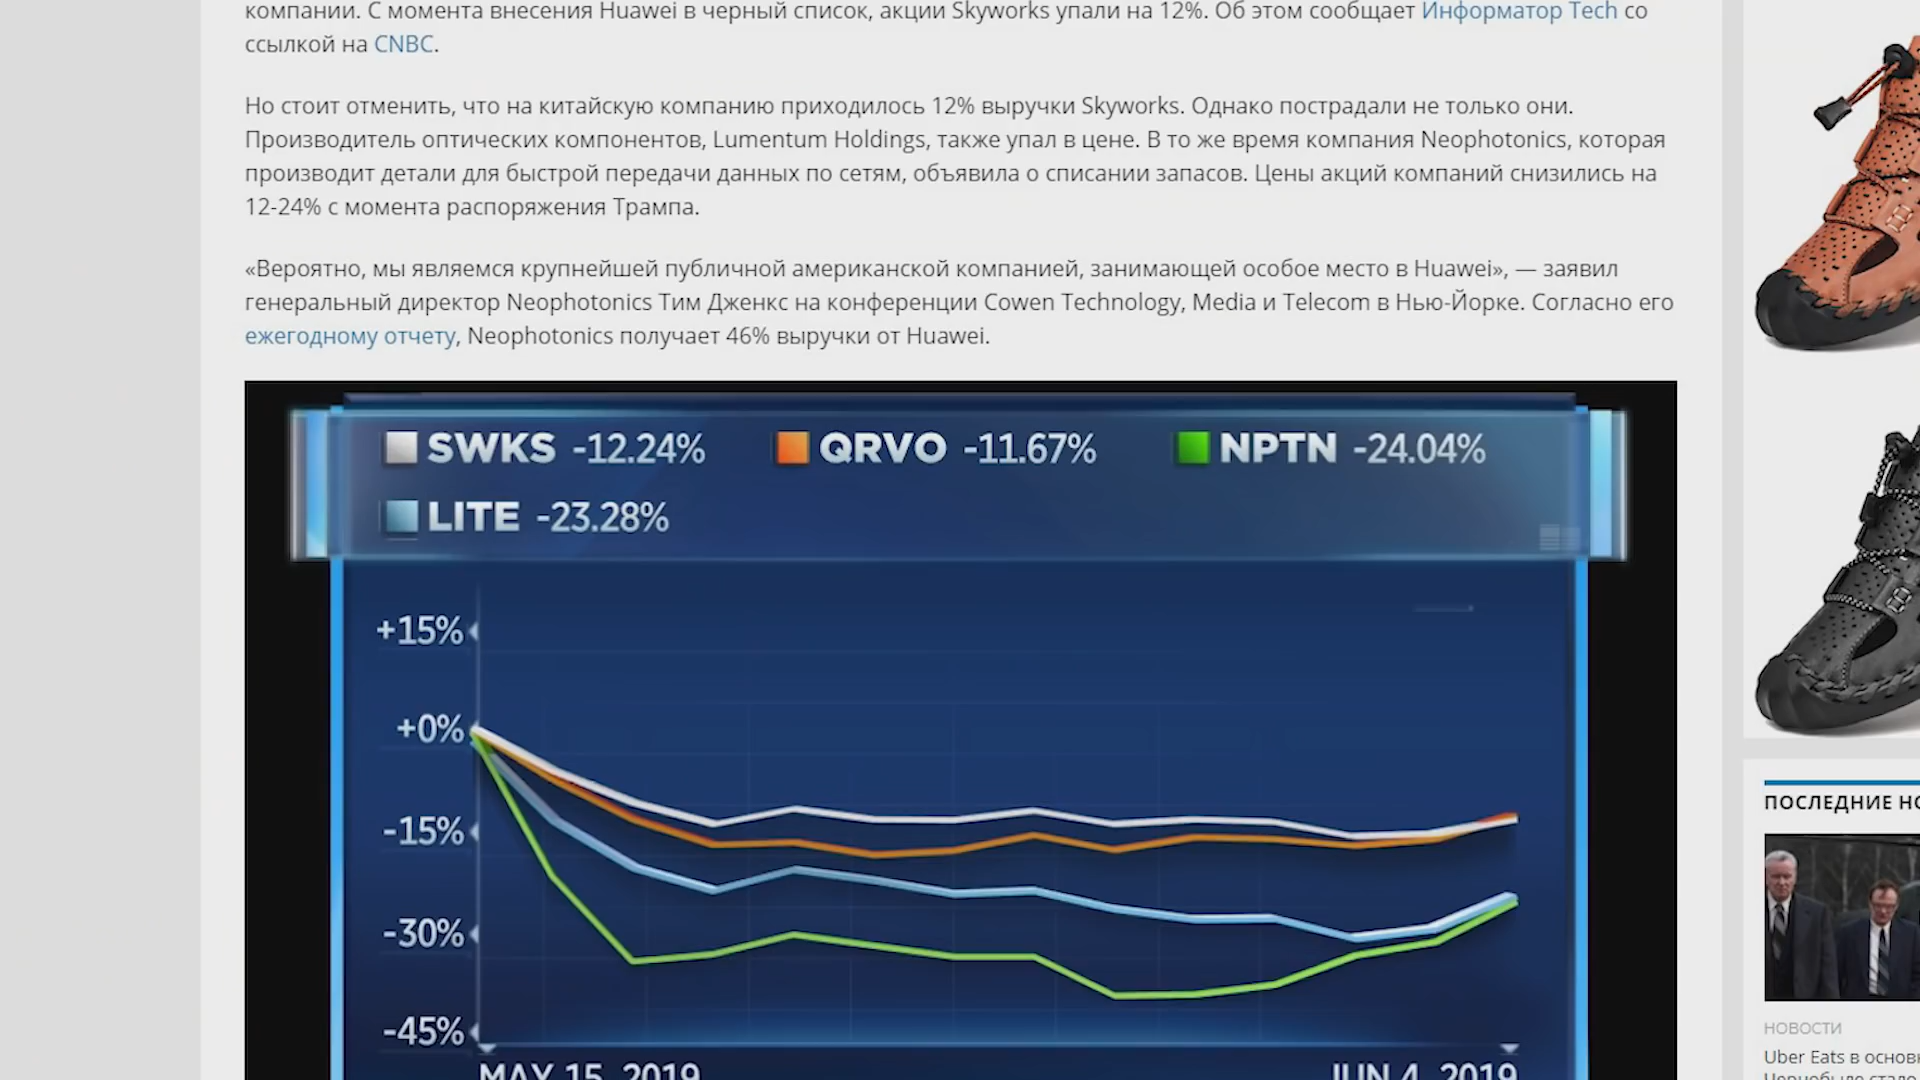 компании. С момента внесения Huawei в черный список, акции Skyworks упали на 12%. Об этом сообщает Информатор Tech со
ссылкой на CNBC.
Но стоит отменить, что на китайскую компанию приходилось 12% выручки Skyworks. Однако пострадали не только они.
Производитель оптических компонентов, Lumentum Holdings, также упал в цене. В то же время компания Neophotonics, которая
производит детали для быстрой передачи данных по сетям, объявила о списании запасов. Цены акций компаний снизились на
12-24% с момента распоряжения Трампа.
«Вероятно, мы являемся крупнейшей публичной американской компанией, занимающей особое место в Huawei», — заявил
генеральный директор Neophotonics Тим Дженкс на конференции Cowen Technology, Media и Telecom в Нью-Йорке. Согласно его
ежегодному отчету, Neophotonics получает 46% выручки от Huawei.
SWKS -12.24% QRVO -11.67% NPTN -24.04%
LITE -23.28%
+15%
+0%
-15%
-30%
-45%
MAY 15, 2019 JUN 4, 2019
ПОСЛЕДНИЕ НО
НОВОСТИ
Uber Eats в основн